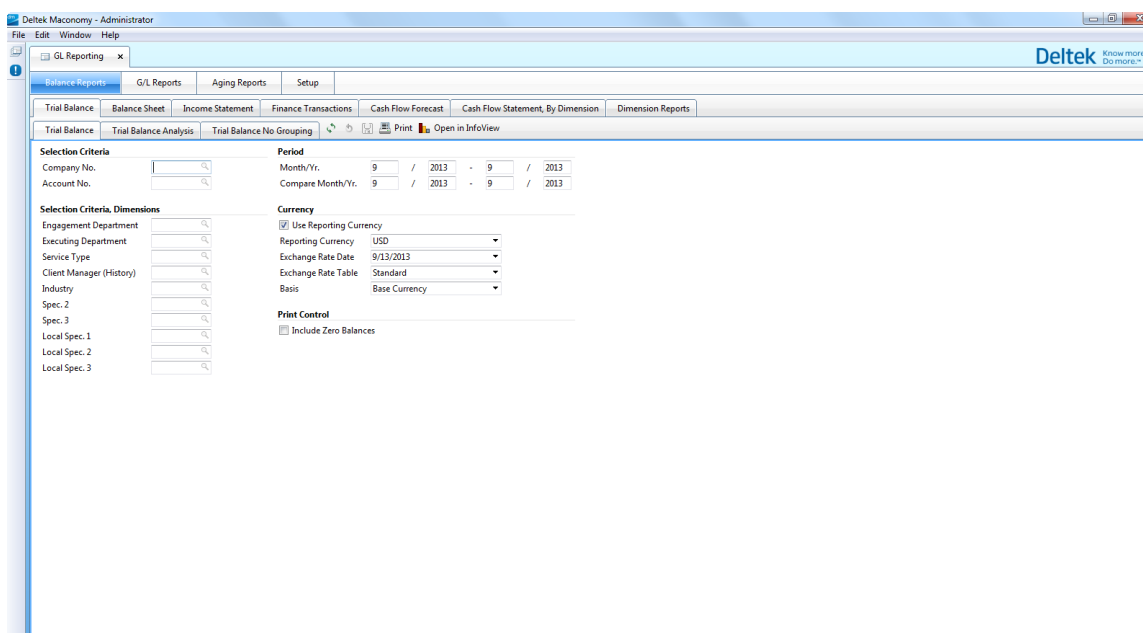 Deltek Maconomy - Administrator
File Edit Window Help
GL Reporting x
Deltek Know more. Do more.™
Balance Reports G/L Reports Aging Reports Setup
Trial Balance Balance Sheet Income Statement Finance Transactions Cash Flow Forecast Cash Flow Statement, By Dimension Dimension Reports
Trial Balance Trial Balance Analysis Trial Balance No Grouping Print Open in InfoView
Selection Criteria Period
Company No. Month/Yr. 9 / 2013 - 9 / 2013
Account No. Compare Month/Yr. 9 / 2013 - 9 / 2013
Selection Criteria, Dimensions Currency
Engagement Department Use Reporting Currency
Executing Department Reporting Currency USD
Service Type Exchange Rate Date 9/13/2013
Client Manager (History) Exchange Rate Table Standard
Industry Basis Base Currency
Spec. 2
Spec. 3 Print Control
Local Spec. 1 Include Zero Balances
Local Spec. 2
Local Spec. 3